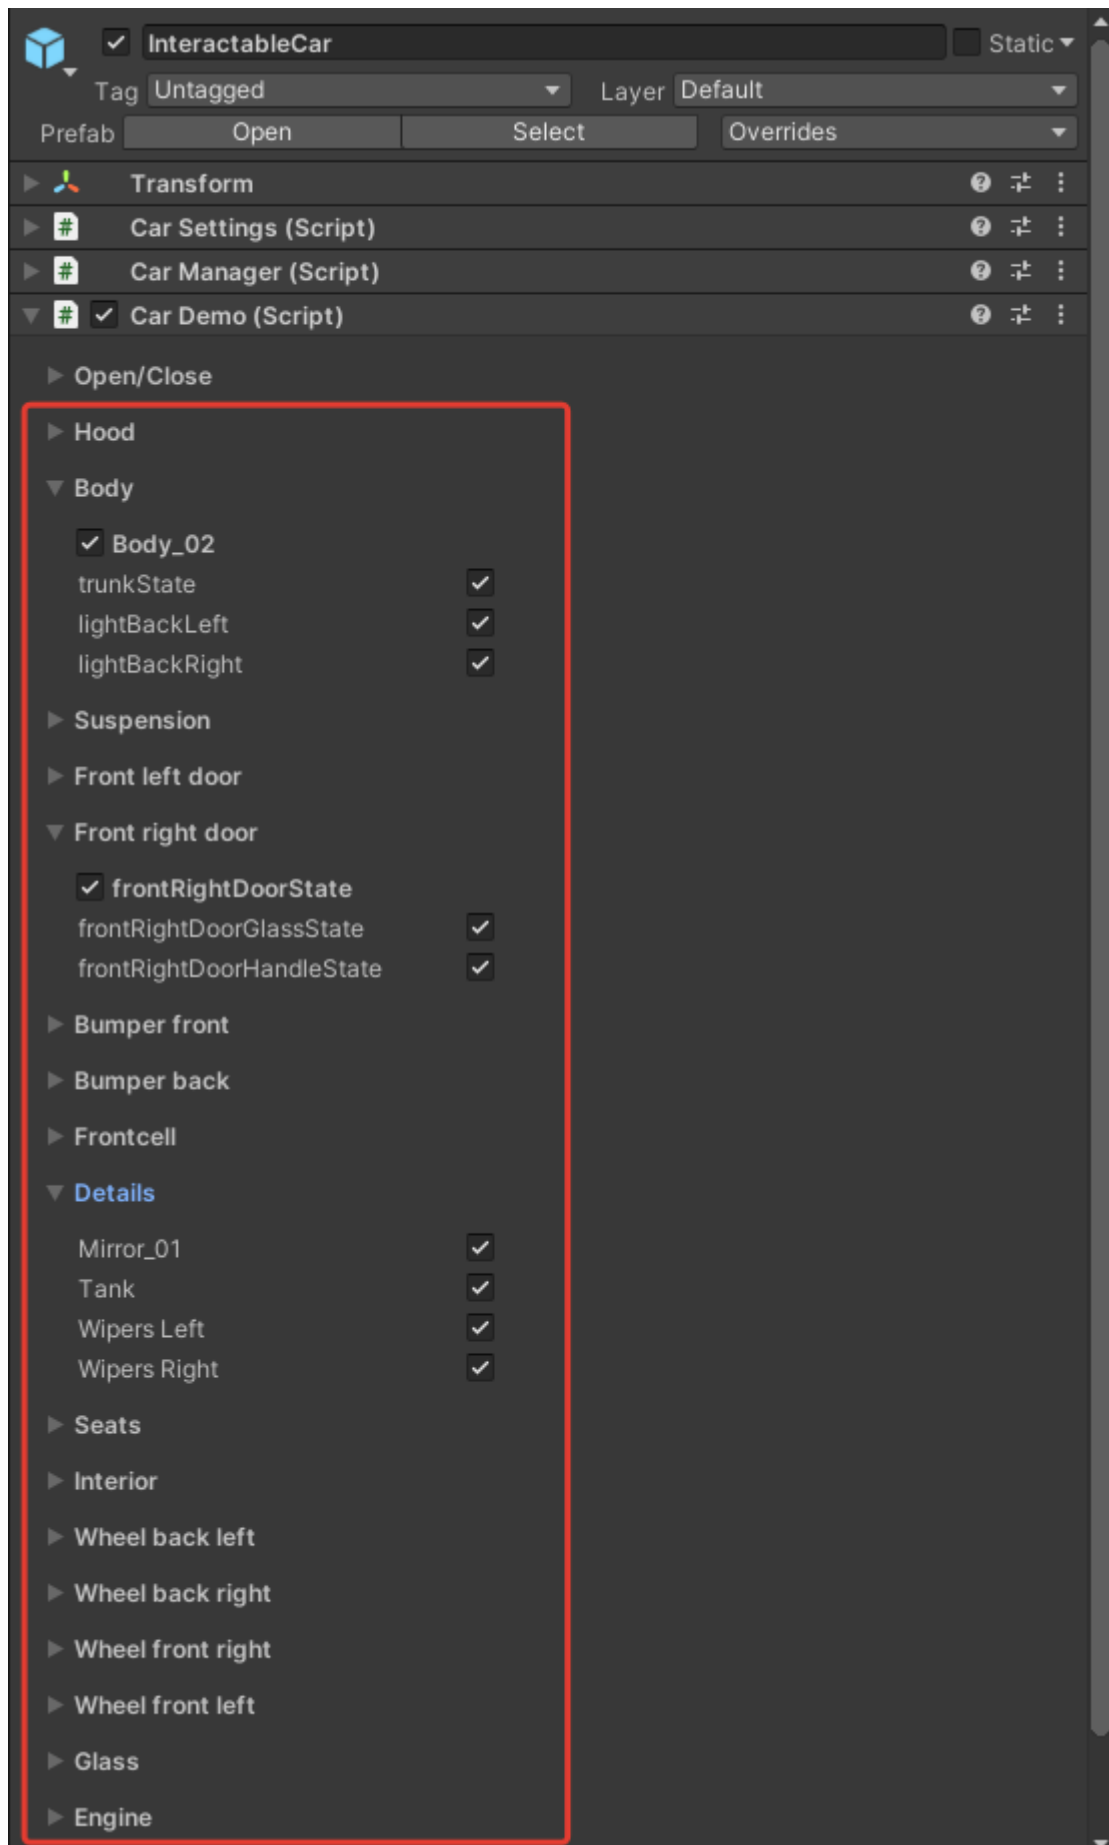 InteractableCar Static
Tag Untagged Layer Default
Prefab Open Select Overrides
Transform
# Car Settings (Script)
# Car Manager (Script)
# Car Demo (Script)
Open/Close
Hood
Body
Body_02
trunkState
lightBackLeft
lightBackRight
Suspension
Front left door
Front right door
frontRightDoorState
frontRightDoorGlassState
frontRightDoorHandleState
Bumper front
Bumper back
Frontcell
Details
Mirror_01
Tank
Wipers Left
Wipers Right
Seats
Interior
Wheel back left
Wheel back right
Wheel front right
Wheel front left
Glass
Engine